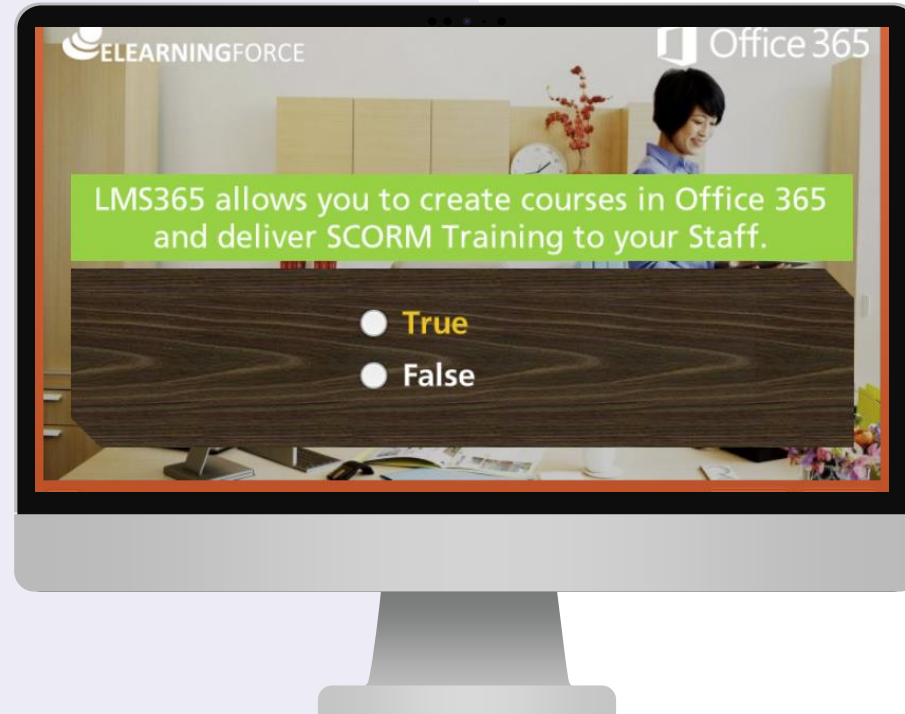 ELEARNINGFORCE
Office 365
LMS365 allows you to create courses in Office 365
and deliver SCORM Training to your Staff.
True
False